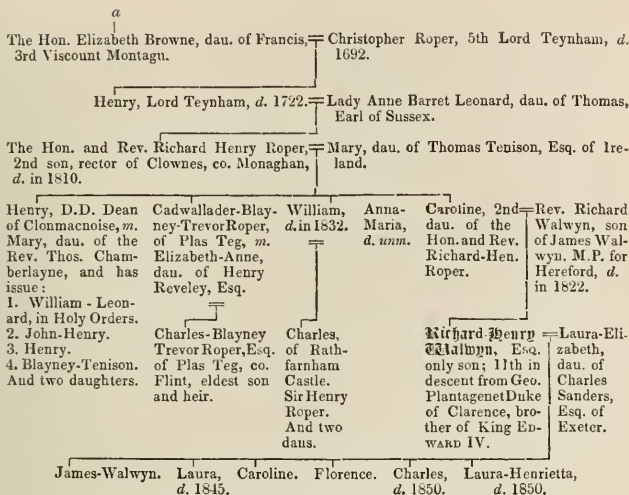 a
The Hon. Elizabeth Browne, dau. of Francis,
3rd Viscount Montagu.
Christopher Roper, 5th Lord Teynham, d.
1692.
Henry, Lord Teynham, d. 1722.
Lady Anne Barret Leonard, dau. of Thomas,
Earl of Sussex.
The Hon. and Rev. Richard Henry Roper,
2nd son, rector of Clownes, co. Monaghan,
d. in 1810.
Mary, dau. of Thomas Tenison, Esq. of Ire-
land.
Henry, D.D. Dean
of Clonmacnoise, m.
Mary, dau. of the
Rev. Thos. Cham-
berlayne, and has
issue :
1. William - Leon-
ard, in Holy Orders.
2. John-Henry.
3. Henry.
4. Blayney-Tenison.
And two daughters.
Cadwallader-Blay-
ney-TrevorRoper,
of Plas Teg, m.
Elizabeth-Anne,
dau. of Henry
Reveley, Esq.
Charles-Blayney
Trevor Roper, Esq.
of Plas Teg, co.
Flint, eldest son
and heir.
William,
d. in 1832.
Charles,
of Rath-
farnham
Castle.
Sir Henry
Roper.
And two
daus.
Anna-
Maria,
d. unm.
Caroline, 2nd
dau. of the
Hon. and Rev.
Richard-Hen.
Roper.
Rev. Richard
Walwyn, son
of James Wal-
wyn, M.P. for
Hereford, d.
in 1822.
Richard-Henry
Wallwyn, Esq.
only son; 11th in
descent from Geo.
Plantagenet Duke
of Clarence, bro-
ther of King ED-
WARD IV.
Laura-Eli-
zabeth,
dau. of
Charles
Sanders,
Esq. of
Exeter.
James-Walwyn.
Laura,
d. 1845.
Caroline.
Florence.
Charles,
d. 1850.
Laura-Henrietta,
d. 1850.